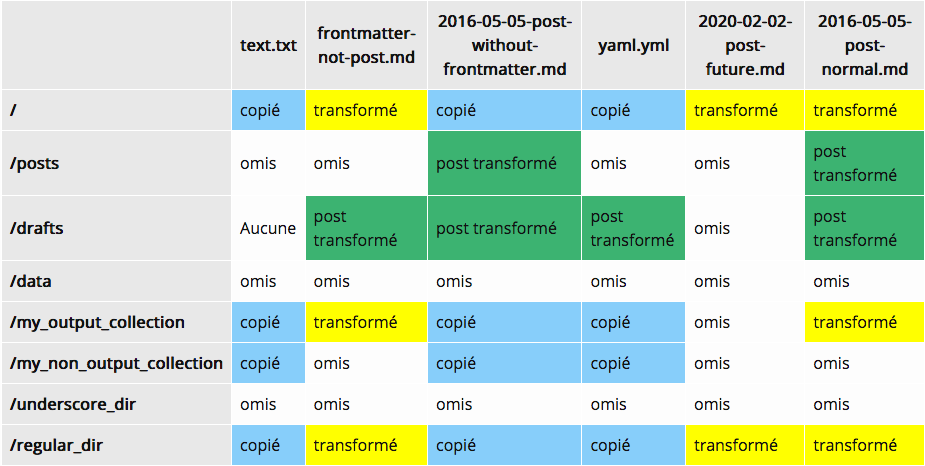 text.txt frontmatter-not-post.md 2016-05-05-post-without-frontmatter.md yaml.yml 2020-02-02-post-future.md 2016-05-05-post-normal.md
/ copié transformé copié copié transformé transformé
/posts omis omis post transformé omis omis post transformé
/drafts Aucune post transformé post transformé post transformé omis post transformé
/data omis omis omis omis omis omis
/my_output_collection copié transformé copié copié omis transformé
/my_non_output_collection copié omis copié copié omis omis
/underscore_dir omis omis omis omis omis omis
/regular_dir copié transformé copié copié transformé transformé